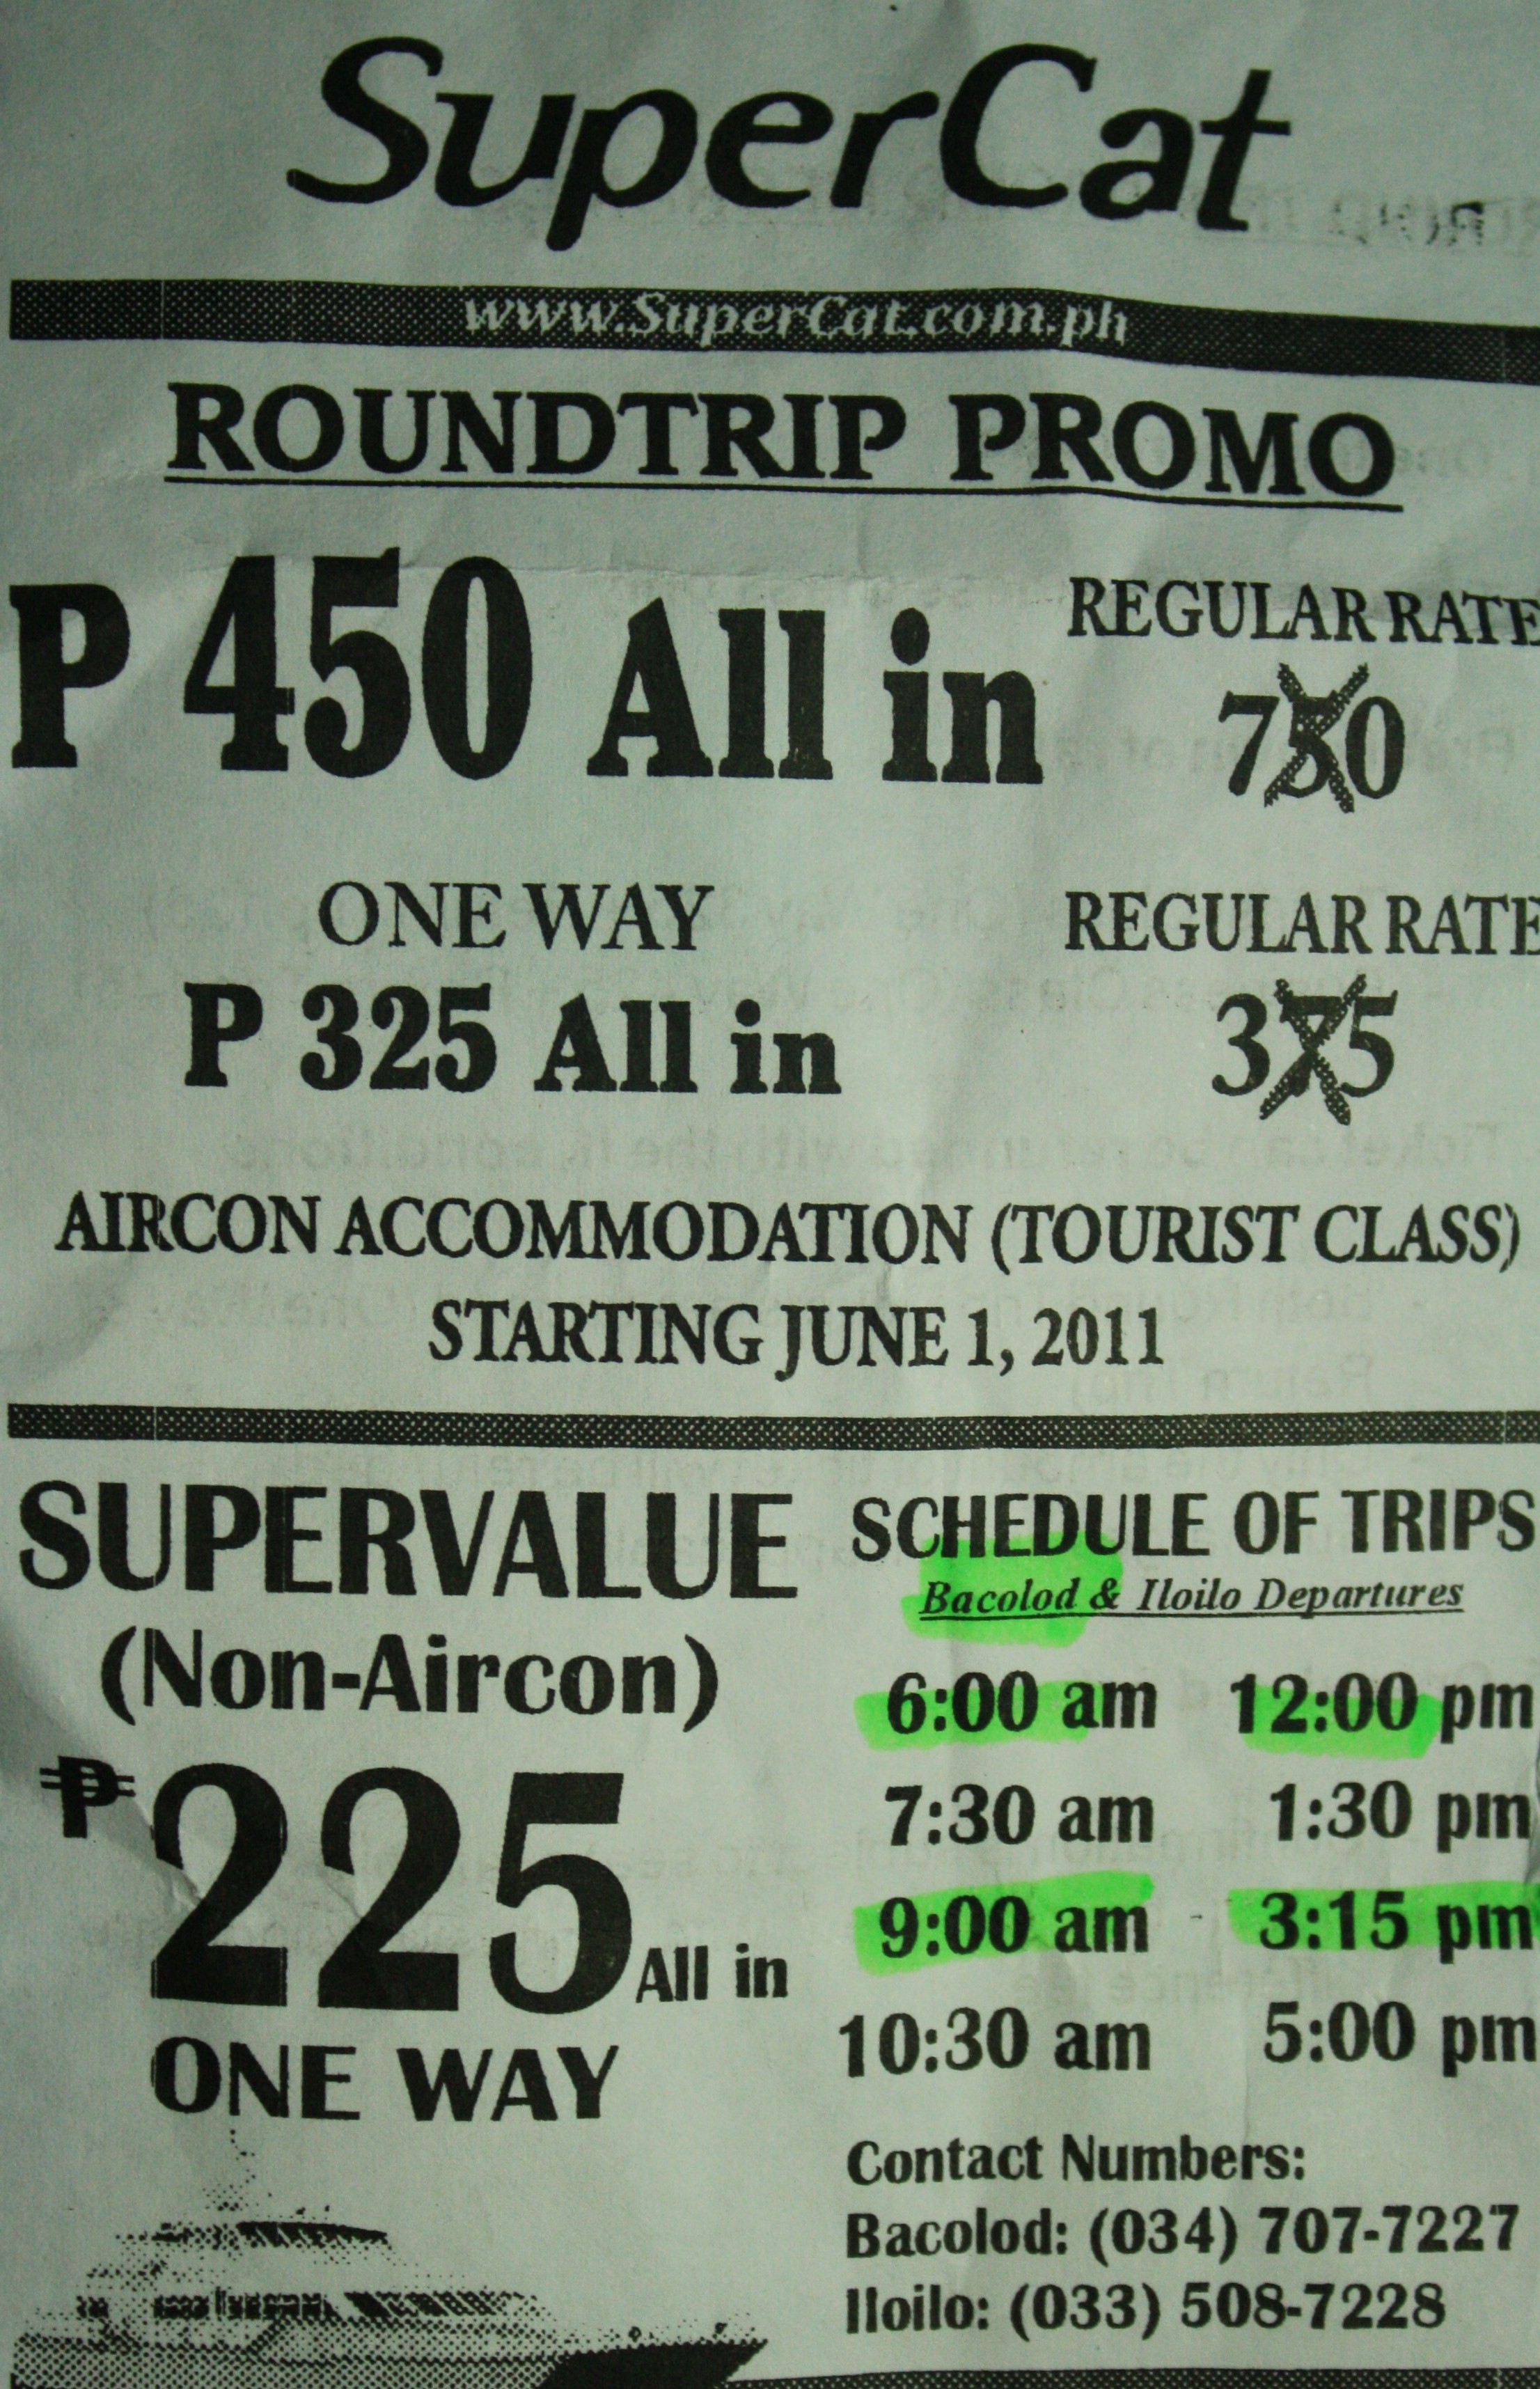 SuperCat
www.SuperCat.com.ph
ROUNDTRIP PROMO
P 450 All in
REGULAR RATE
750
ONE WAY
P 325 All in
REGULAR RATE
375
AIRCON ACCOMMODATION (TOURIST CLASS)
STARTING JUNE 1, 2011
SUPERVALUE
(Non-Aircon)
₱225 All in
ONE WAY
SCHEDULE OF TRIPS
Bacolod & Iloilo Departures
6:00 am 12:00 pm
7:30 am 1:30 pm
9:00 am 3:15 pm
10:30 am 5:00 pm
Contact Numbers:
Bacolod: (034) 707-7227
Iloilo: (033) 508-7228